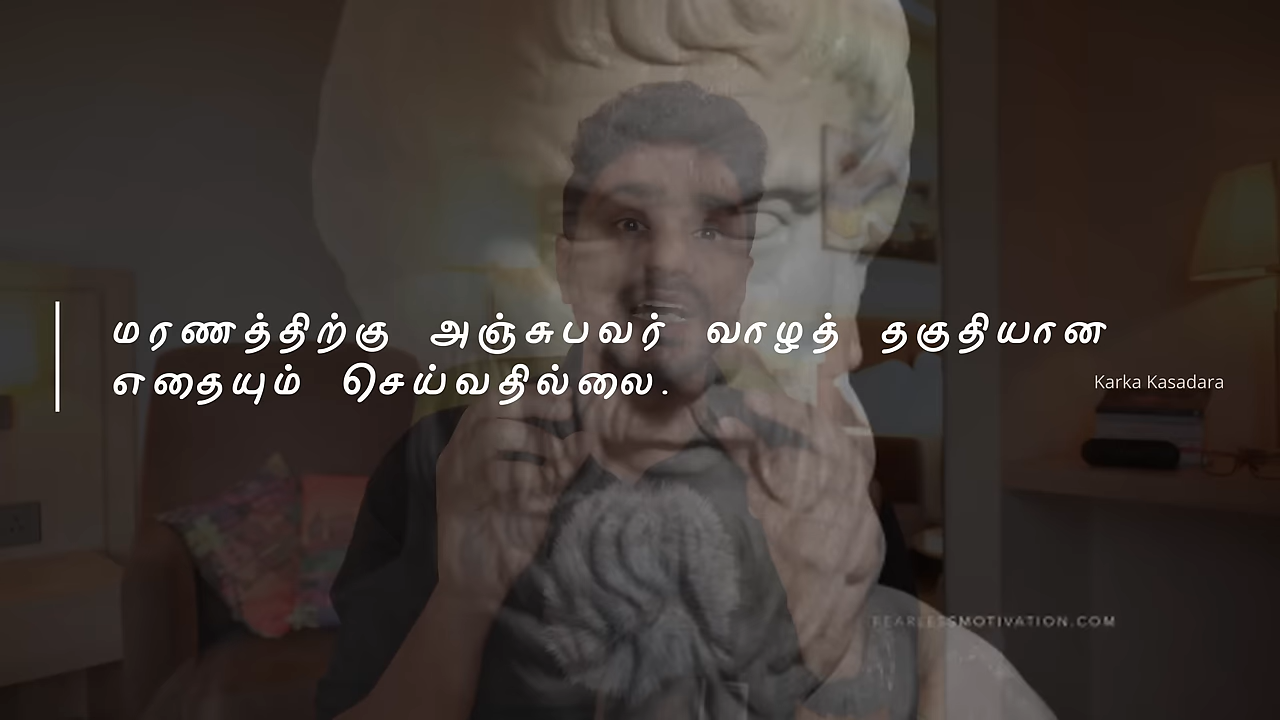 மரணத்திற்கு அஞ்சுபவர் வாழத் தகுதியான
எதையும் செய்வதில்லை.
Karka Kasadara
FEARLESSMOTIVATION.COM